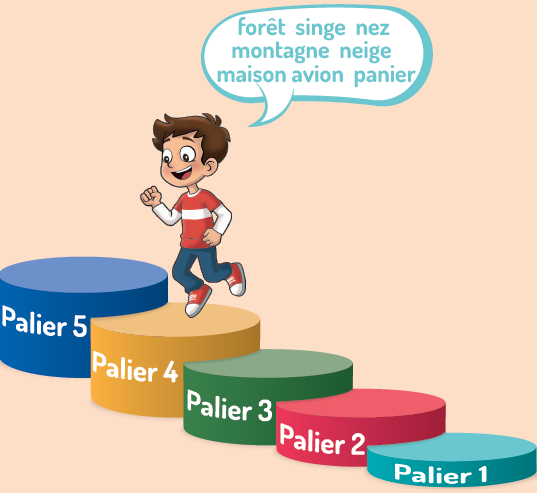 forêt singe nez
montagne neige
maison avion panier
Palier 5
Palier 4
Palier 3
Palier 2
Palier 1